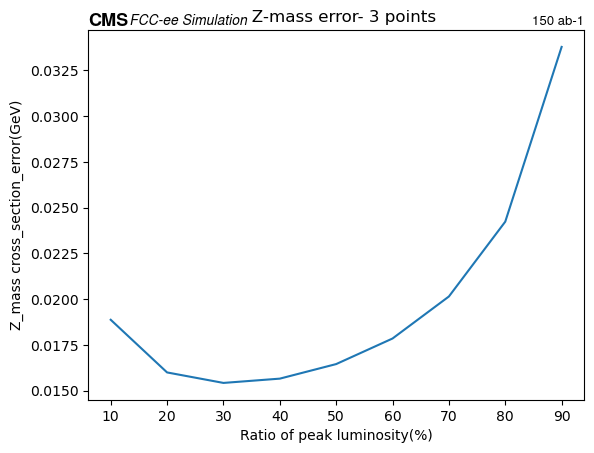 CMS FCC-ee Simulation Z-mass error- 3 points 150 ab-1
0.0325
0.0300
0.0275
0.0250
0.0225
0.0200
0.0175
0.0150
Z_mass cross_section_error(GeV)
10 20 30 40 50 60 70 80 90
Ratio of peak luminosity(%)